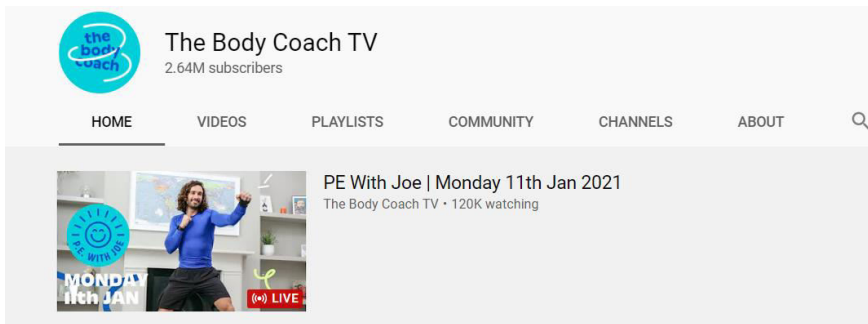 the
body
coach
The Body Coach TV
2.64M subscribers
HOME VIDEOS PLAYLISTS COMMUNITY CHANNELS ABOUT
PE With Joe | Monday 11th Jan 2021
The Body Coach TV • 120K watching
P.E. WITH JOE
MONDAY
11th JAN
((•)) LIVE